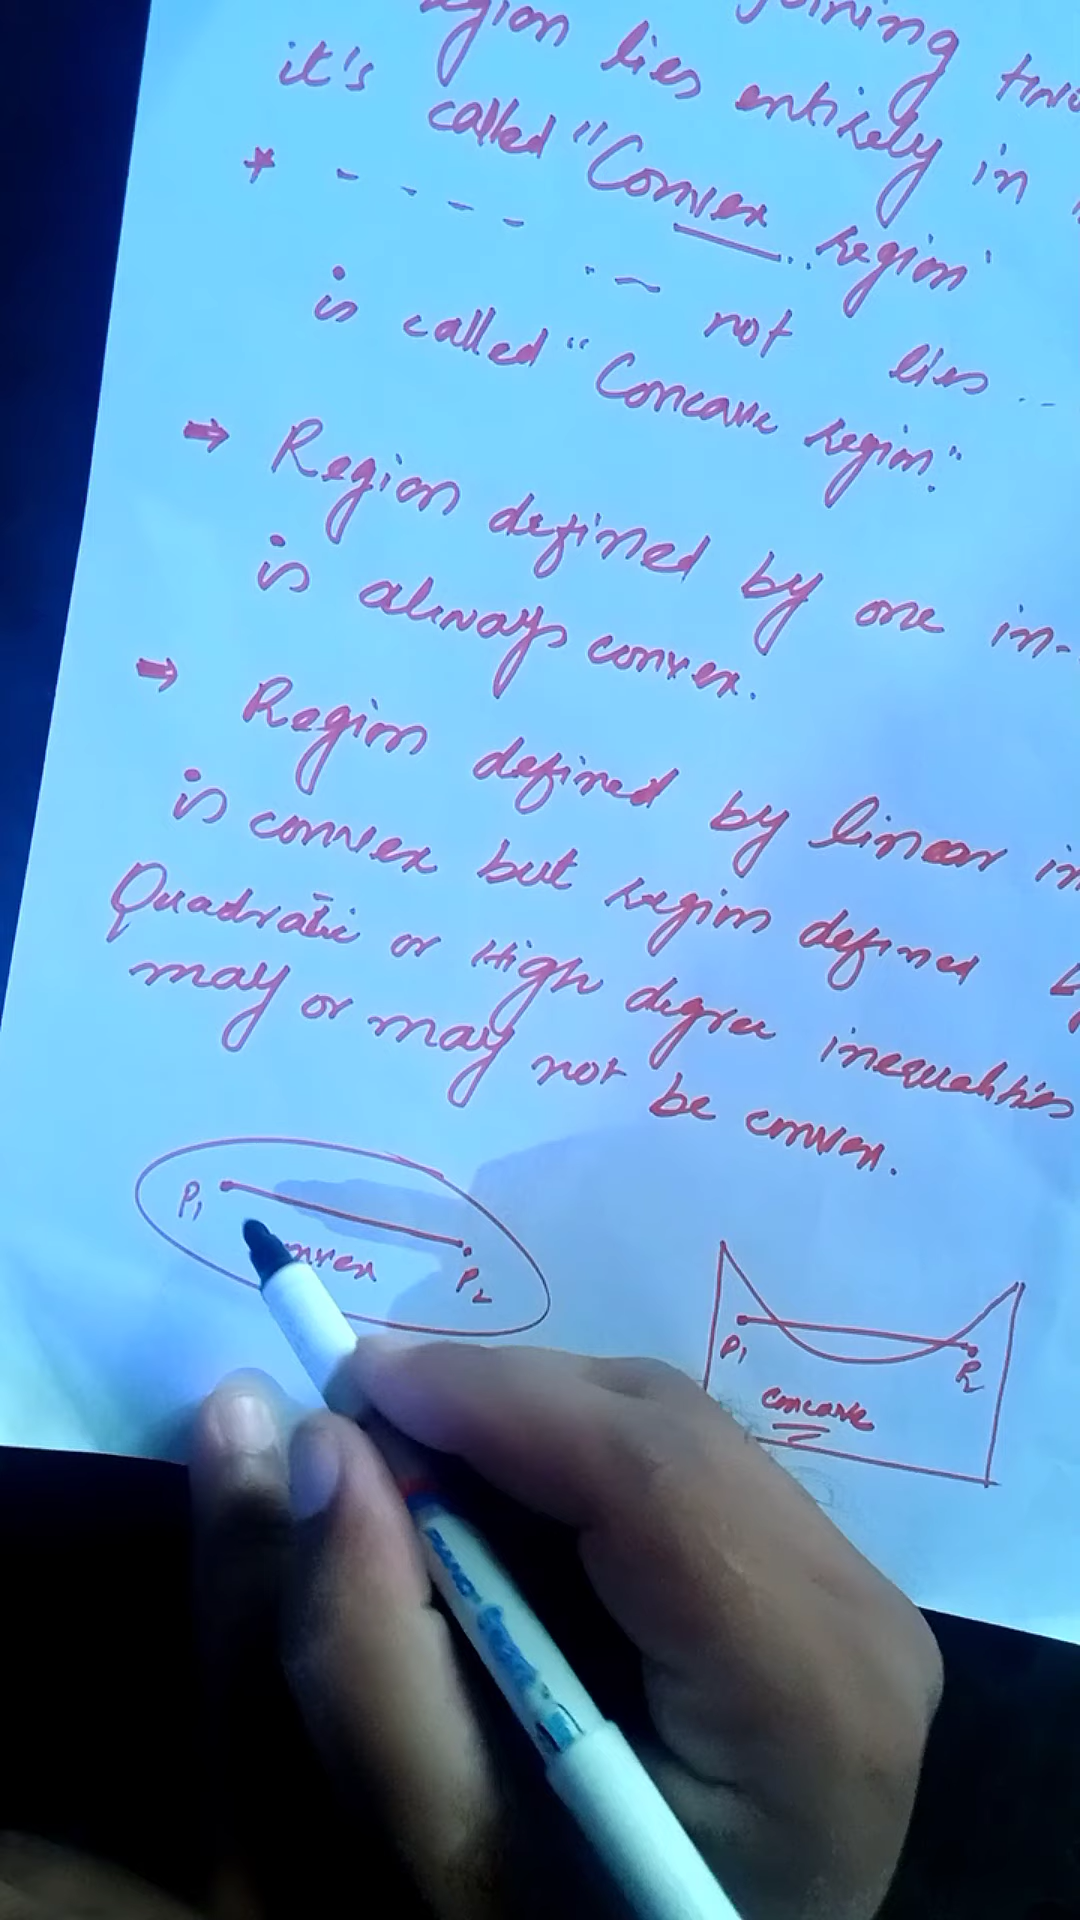 joining
region lies entirely in
it's called "Convex region"
* - - - - - - not lies ..
is called "Concave region".
⇒ Region defined by one in-
is always convex.
⇒ Region defined by linear in
is convex but region defined
Quadratic or High degree inequalities
may or may not be convex.
P1
P2
P1
P2
concave